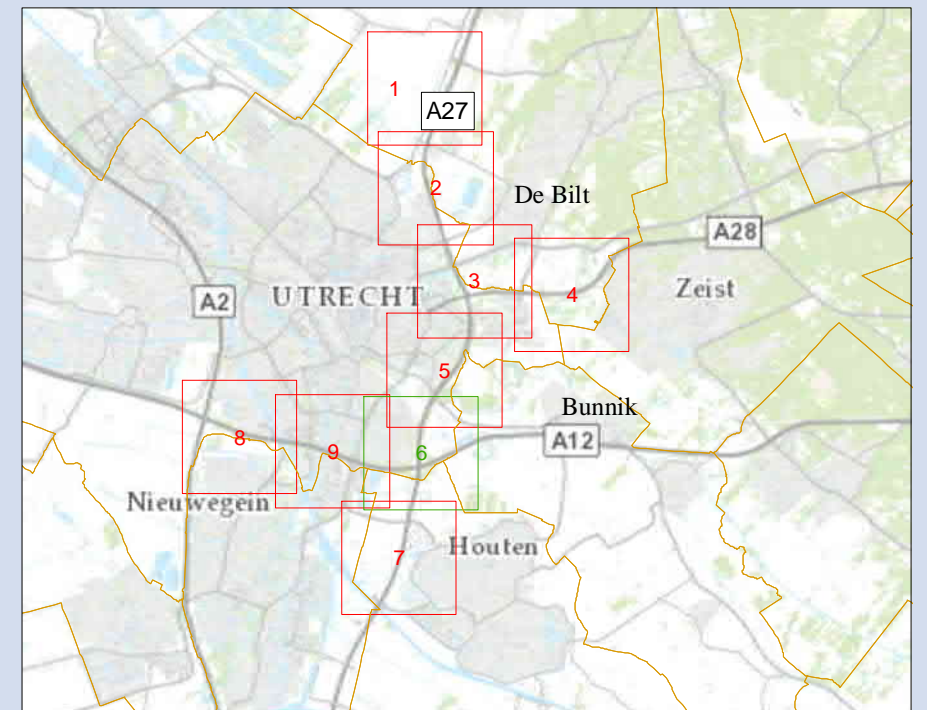 1
A27
2
De Bilt
A28
3
4
Zeist
A2
UTRECHT
5
Bunnik
8
9
6
A12
Nieuwegein
7
Houten